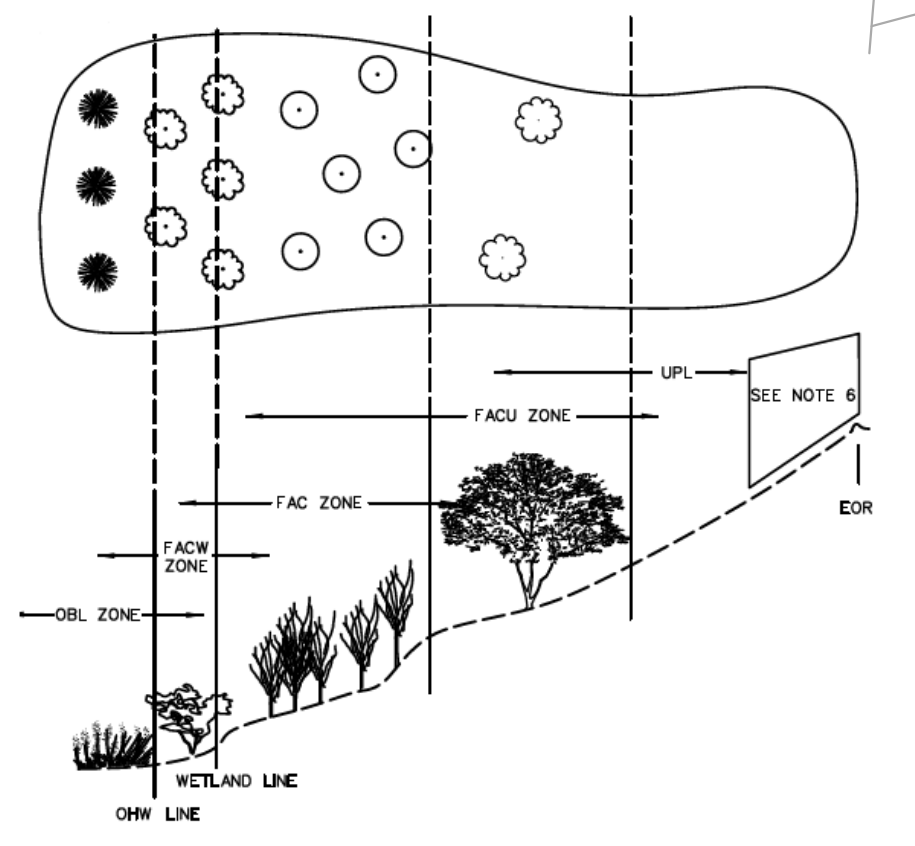 UPL
SEE NOTE 6
FACU ZONE
FAC ZONE
EOR
FACW
ZONE
OBL ZONE
WETLAND LINE
OHW LINE